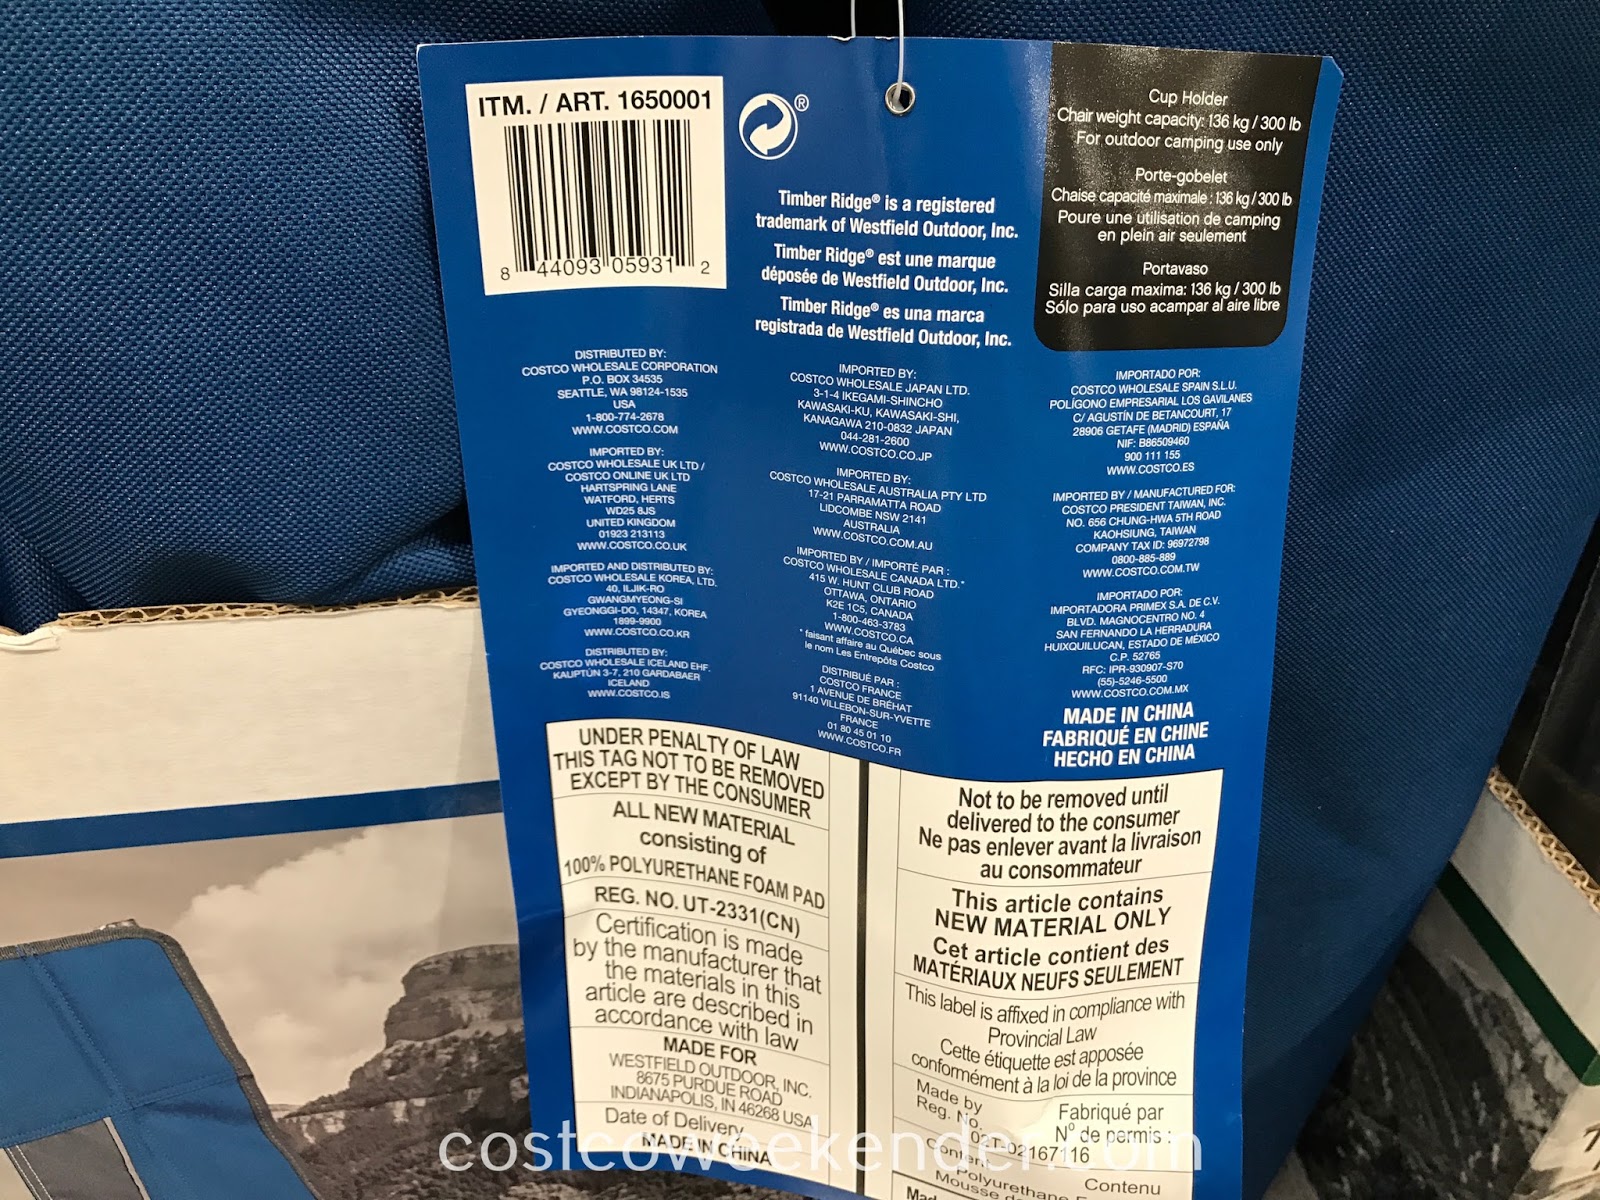 ITM. / ART. 1650001
8 44093 05931 2
®
Timber Ridge® is a registered
trademark of Westfield Outdoor, Inc.
Timber Ridge® est une marque
déposée de Westfield Outdoor, Inc.
Timber Ridge® es una marca
registrada de Westfield Outdoor, Inc.
Cup Holder
Chair weight capacity: 136 kg / 300 lb
For outdoor camping use only
Porte-gobelet
Chaise capacité maximale : 136 kg / 300 lb
Poure une utilisation de camping
en plein air seulement
Portavaso
Silla carga maxima: 136 kg / 300 lb
Sólo para uso acampar al aire libre
DISTRIBUTED BY:
COSTCO WHOLESALE CORPORATION
P.O. BOX 34535
SEATTLE, WA 98124-1535
USA
1-800-774-2678
WWW.COSTCO.COM
IMPORTED BY:
COSTCO WHOLESALE UK LTD /
COSTCO ONLINE UK LTD
HARTSPRING LANE
WATFORD, HERTS
WD25 8JS
UNITED KINGDOM
01923 213113
WWW.COSTCO.CO.UK
IMPORTED AND DISTRIBUTED BY:
COSTCO WHOLESALE KOREA, LTD.
40, ILJIK-RO
GWANGMYEONG-SI
GYEONGGI-DO, 14347, KOREA
1899-9900
WWW.COSTCO.CO.KR
DISTRIBUTED BY:
COSTCO WHOLESALE ICELAND EHF.
KAUPTÚN 3-7, 210 GARDABAER
ICELAND
WWW.COSTCO.IS
IMPORTED BY:
COSTCO WHOLESALE JAPAN LTD.
3-1-4 IKEGAMI-SHINCHO
KAWASAKI-KU, KAWASAKI-SHI,
KANAGAWA 210-0832 JAPAN
044-281-2600
WWW.COSTCO.CO.JP
IMPORTED BY:
COSTCO WHOLESALE AUSTRALIA PTY LTD
17-21 PARRAMATTA ROAD
LIDCOMBE NSW 2141
AUSTRALIA
WWW.COSTCO.COM.AU
IMPORTED BY / IMPORTÉ PAR :
COSTCO WHOLESALE CANADA LTD.*
415 W. HUNT CLUB ROAD
OTTAWA, ONTARIO
K2E 1C5, CANADA
1-800-463-3783
WWW.COSTCO.CA
* faisant affaire au Québec sous
le nom Les Entrepôts Costco
DISTRIBUÉ PAR :
COSTCO FRANCE
1 AVENUE DE BRÉHAT
91140 VILLEBON-SUR-YVETTE
FRANCE
01 80 45 01 10
WWW.COSTCO.FR
IMPORTADO POR:
COSTCO WHOLESALE SPAIN S.L.U.
POLÍGONO EMPRESARIAL LOS GAVILANES
C/ AGUSTÍN DE BETANCOURT, 17
28906 GETAFE (MADRID) ESPAÑA
NIF: B86509460
900 111 155
WWW.COSTCO.ES
IMPORTED BY / MANUFACTURED FOR:
COSTCO PRESIDENT TAIWAN, INC.
NO. 656 CHUNG-HWA 5TH ROAD
KAOHSIUNG, TAIWAN
COMPANY TAX ID: 96972798
0800-885-889
WWW.COSTCO.COM.TW
IMPORTADO POR:
IMPORTADORA PRIMEX S.A. DE C.V.
BLVD. MAGNOCENTRO NO. 4
SAN FERNANDO LA HERRADURA
HUIXQUILUCAN, ESTADO DE MÉXICO
C.P. 52765
RFC: IPR-930907-S70
(55)-5246-5500
WWW.COSTCO.COM.MX
MADE IN CHINA
FABRIQUÉ EN CHINE
HECHO EN CHINA
UNDER PENALTY OF LAW
THIS TAG NOT TO BE REMOVED
EXCEPT BY THE CONSUMER
ALL NEW MATERIAL
consisting of
100% POLYURETHANE FOAM PAD
REG. NO. UT-2331(CN)
Certification is made
by the manufacturer that
the materials in this
article are described in
accordance with law
MADE FOR
WESTFIELD OUTDOOR, INC.
8675 PURDUE ROAD
INDIANAPOLIS, IN 46268 USA
Date of Delivery
MADE IN CHINA
Not to be removed until
delivered to the consumer
Ne pas enlever avant la livraison
au consommateur
This article contains
NEW MATERIAL ONLY
Cet article contient des
MATÉRIAUX NEUFS SEULEMENT
This label is affixed in compliance with
Provincial Law
Cette étiquette est apposée
conformément à la loi de la province
Made by
Fabriqué par
Reg. No.
N° de permis :
02167116
Content
Contenu
Polyurethane
Mousse
costcoweekender.com